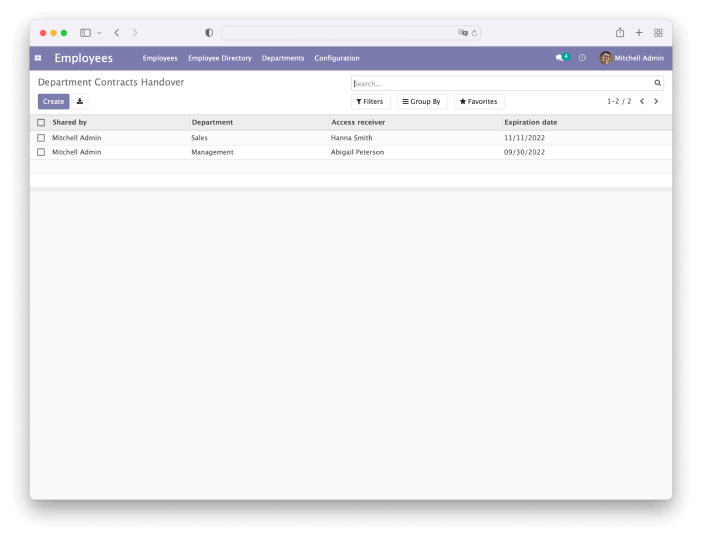 Employees Employees Employee Directory Departments Configuration 4 Mitchell Admin
Department Contracts Handover Search...
Create Filters Group By Favorites 1-2 / 2
Shared by Department Access receiver Expiration date
Mitchell Admin Sales Hanna Smith 11/11/2022
Mitchell Admin Management Abigail Peterson 09/30/2022